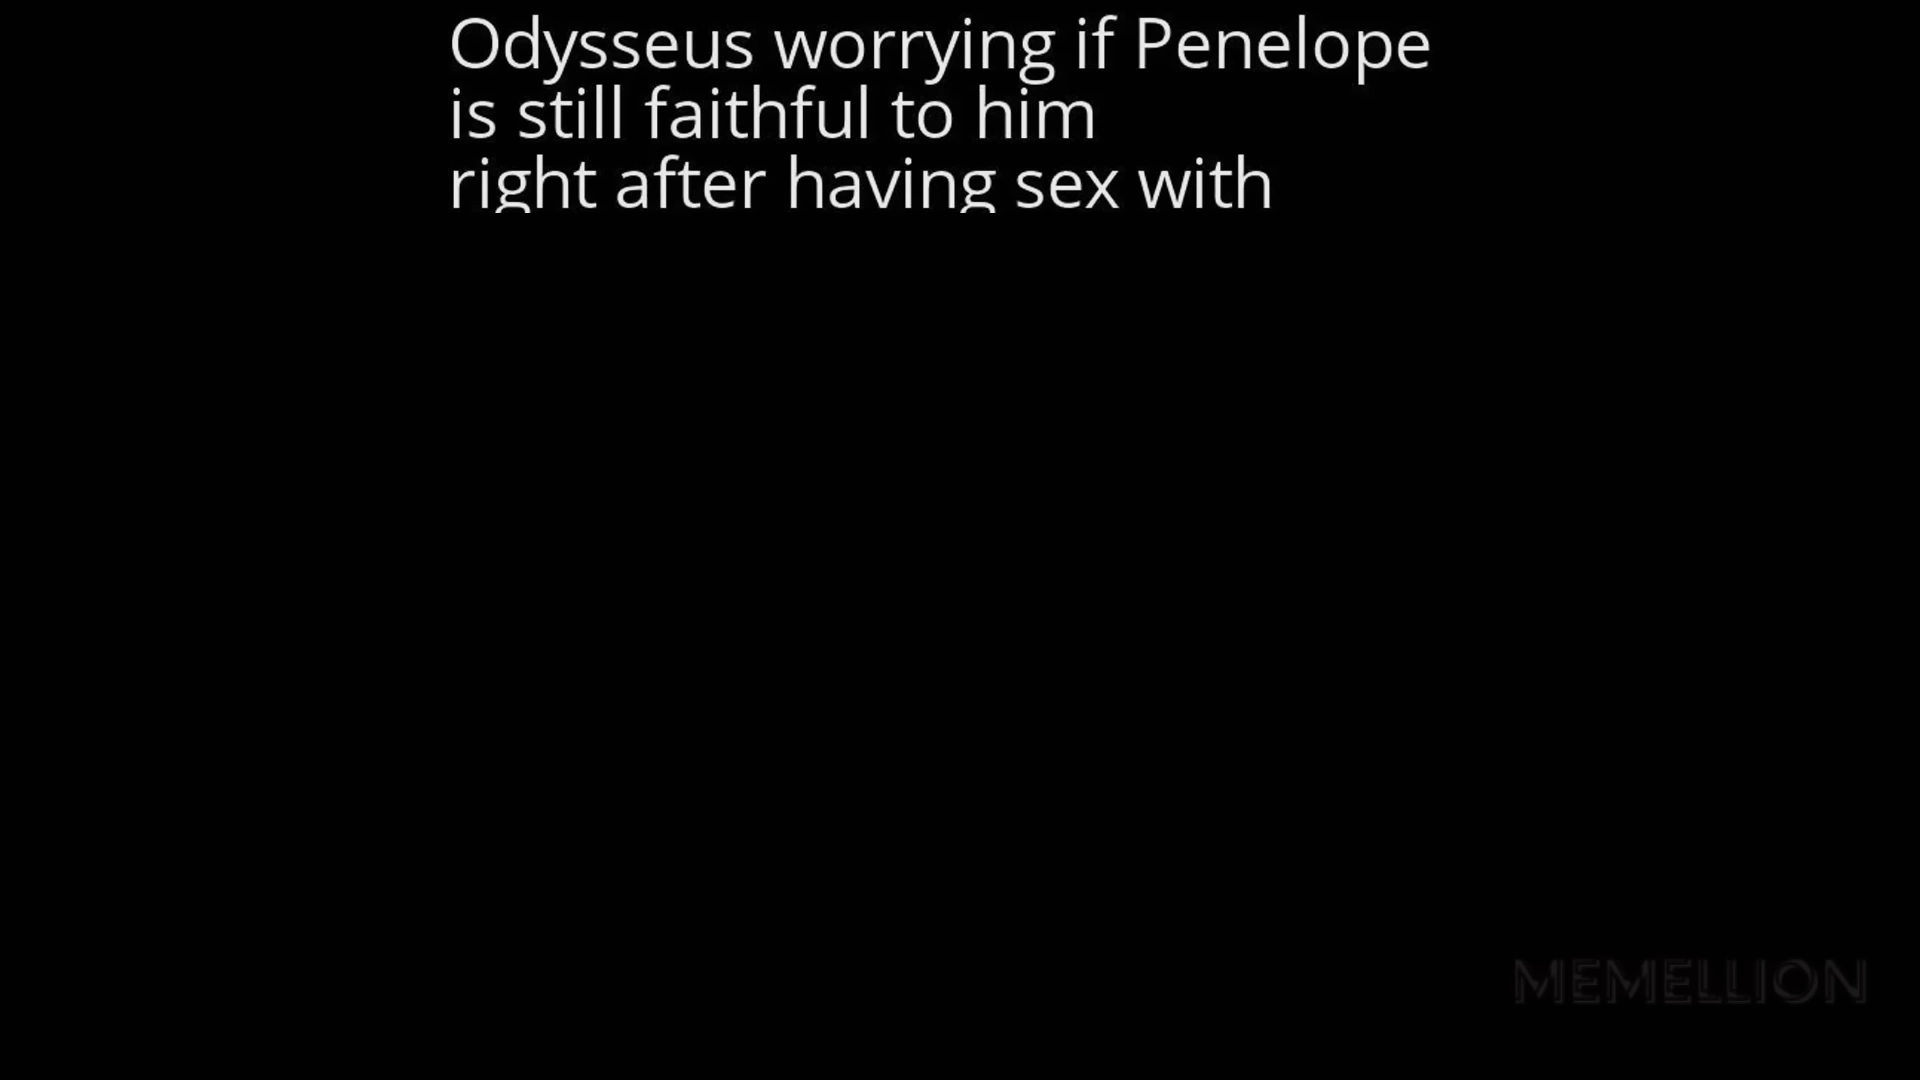 Odysseus worrying if Penelope
is still faithful to him
right after having sex with
MEMELLION